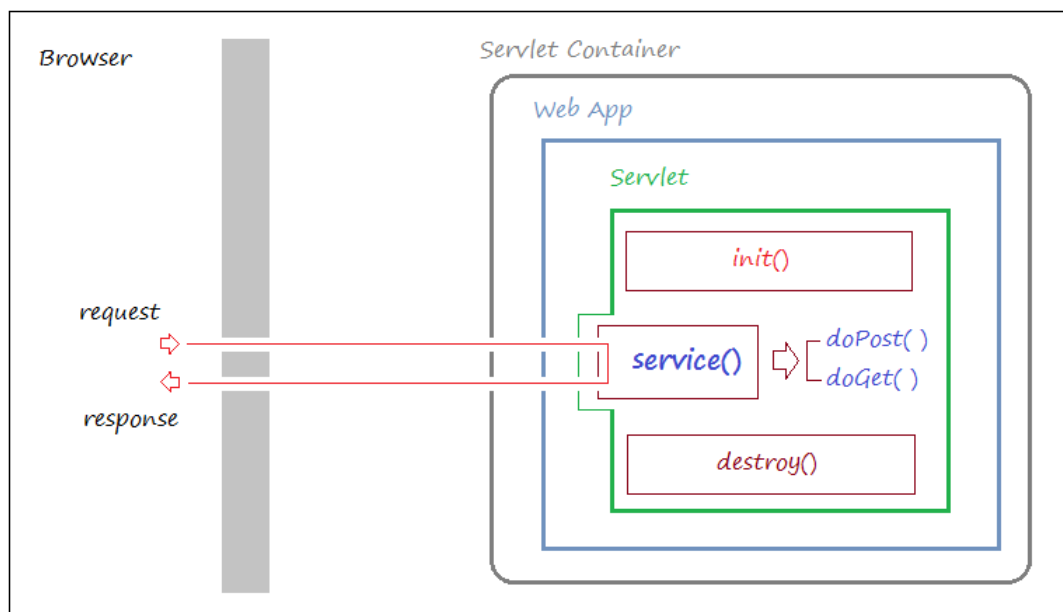 Browser
Servlet Container
Web App
Servlet
init()
request
service()
doPost( )
doGet( )
response
destroy()